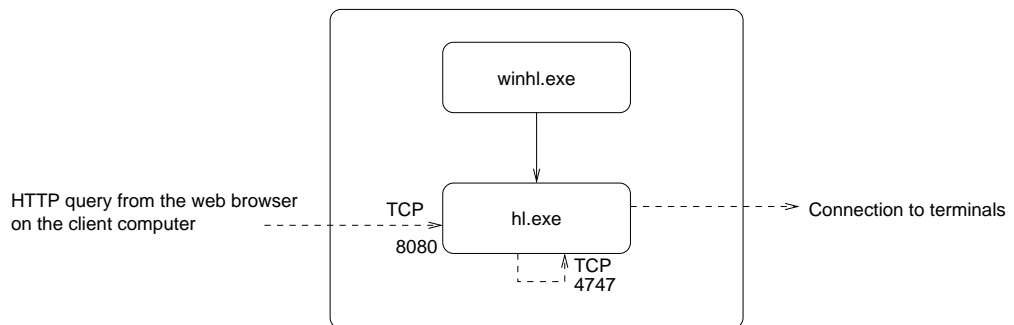 winhl.exe
HTTP query from the web browser
on the client computer
TCP
8080
hl.exe
Connection to terminals
TCP
4747